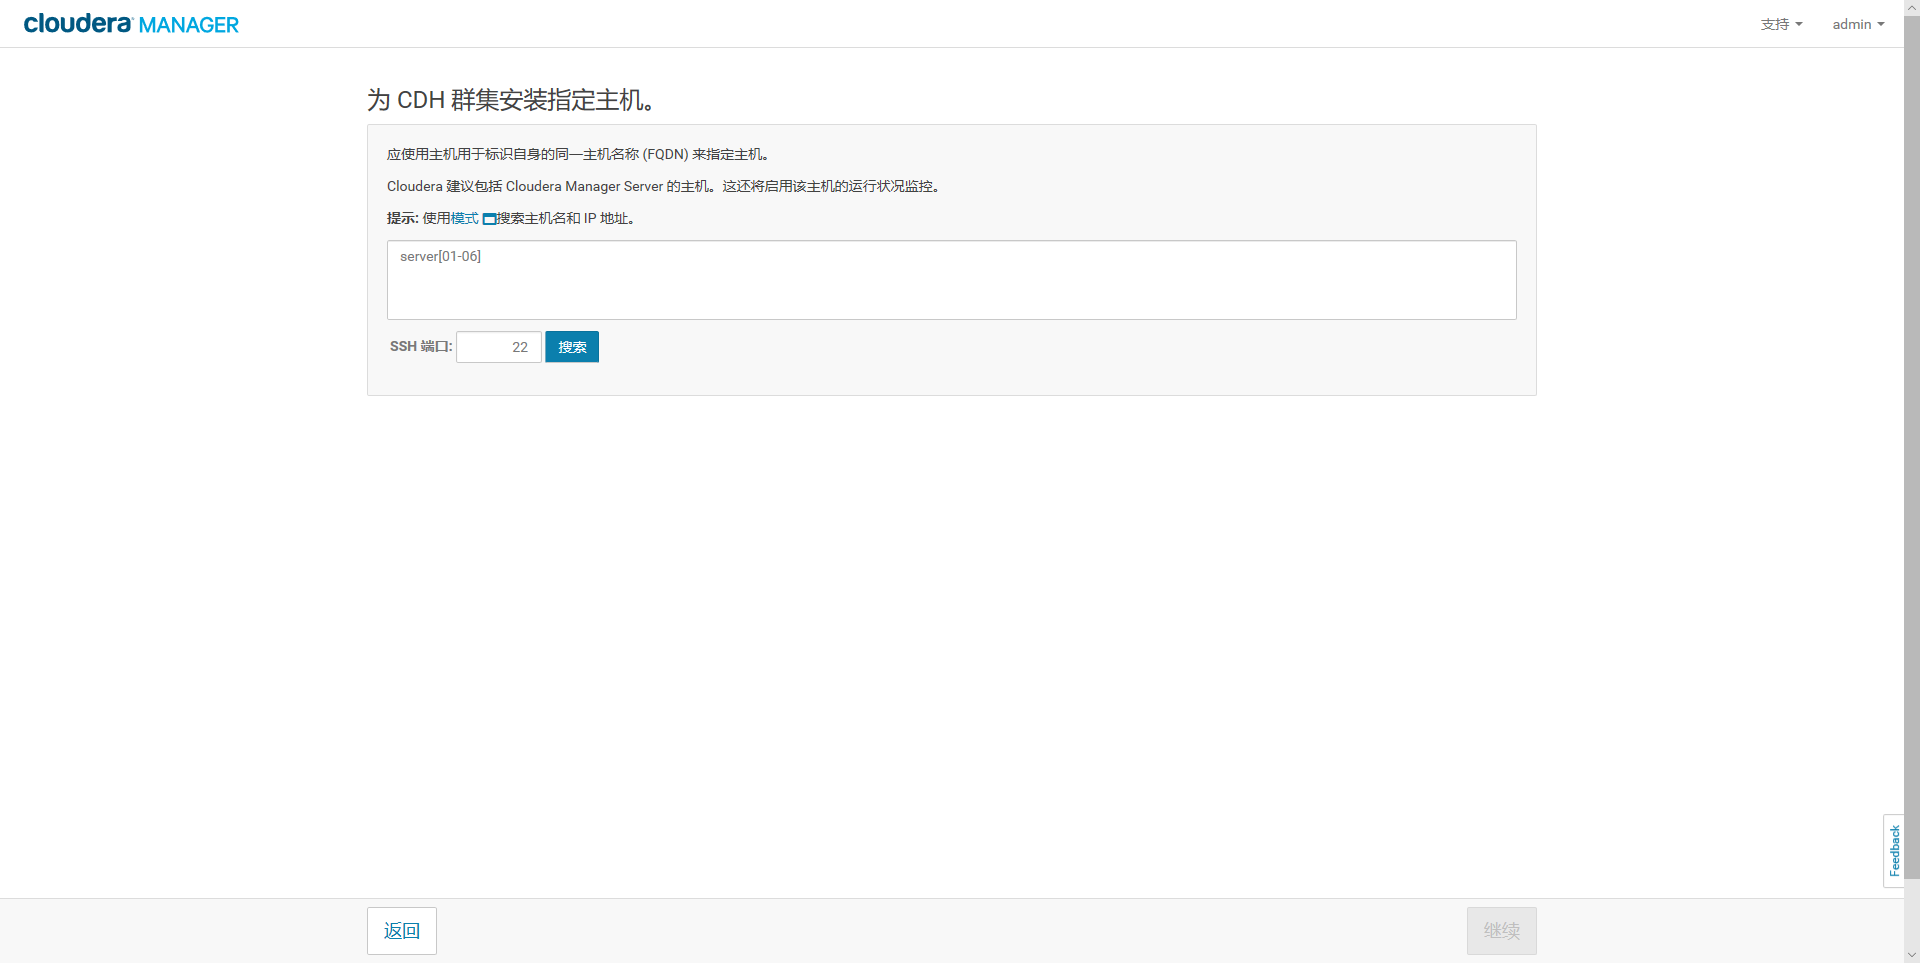 cloudera MANAGER
支持 admin
为 CDH 群集安装指定主机。
应使用主机用于标识自身的同一主机名称 (FQDN) 来指定主机。
Cloudera 建议包括 Cloudera Manager Server 的主机。这还将启用该主机的运行状况监控。
提示: 使用模式 搜索主机名和 IP 地址。
server[01-06]
SSH 端口: 22 搜索
Feedback
返回 继续